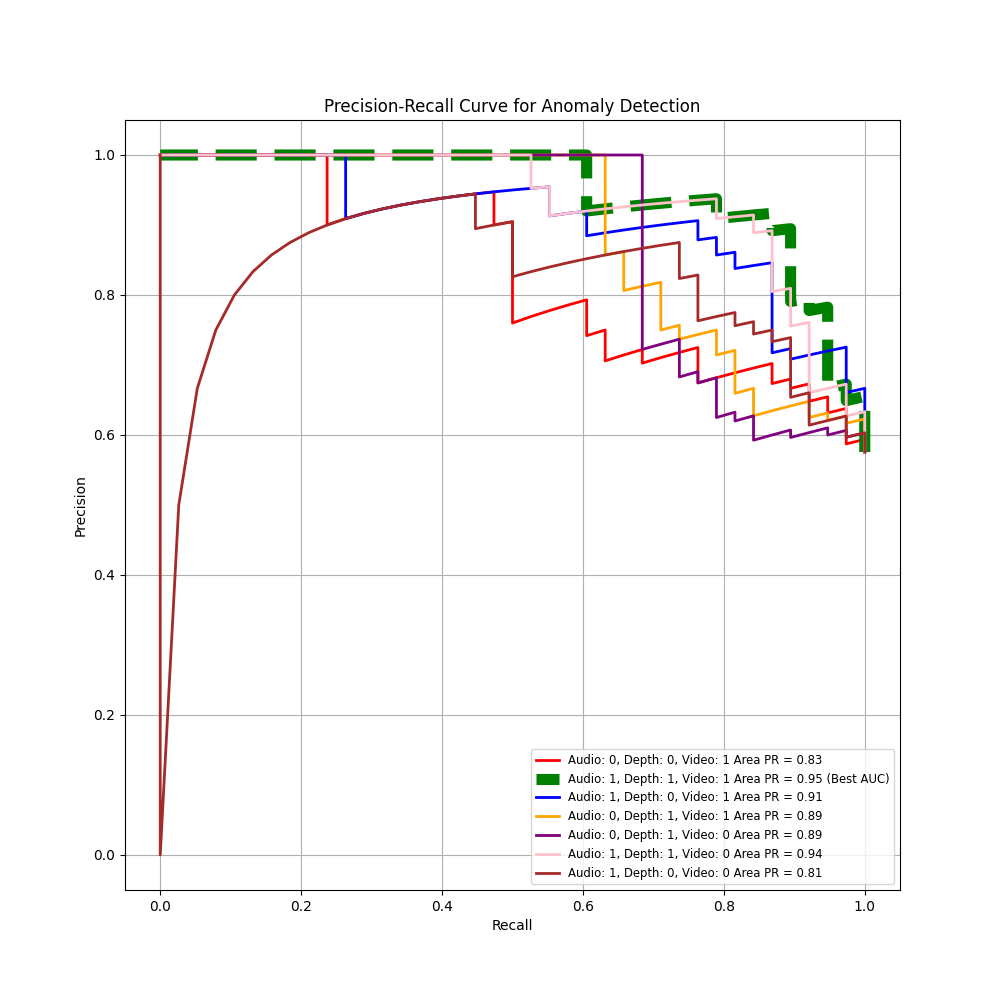 Precision-Recall Curve for Anomaly Detection
1.0
0.8
0.6
0.4
0.2
0.0
Precision
0.0 0.2 0.4 0.6 0.8 1.0
Recall
Audio: 0, Depth: 0, Video: 1 Area PR = 0.83
Audio: 1, Depth: 1, Video: 1 Area PR = 0.95 (Best AUC)
Audio: 1, Depth: 0, Video: 1 Area PR = 0.91
Audio: 0, Depth: 1, Video: 1 Area PR = 0.89
Audio: 0, Depth: 1, Video: 0 Area PR = 0.89
Audio: 1, Depth: 1, Video: 0 Area PR = 0.94
Audio: 1, Depth: 0, Video: 0 Area PR = 0.81